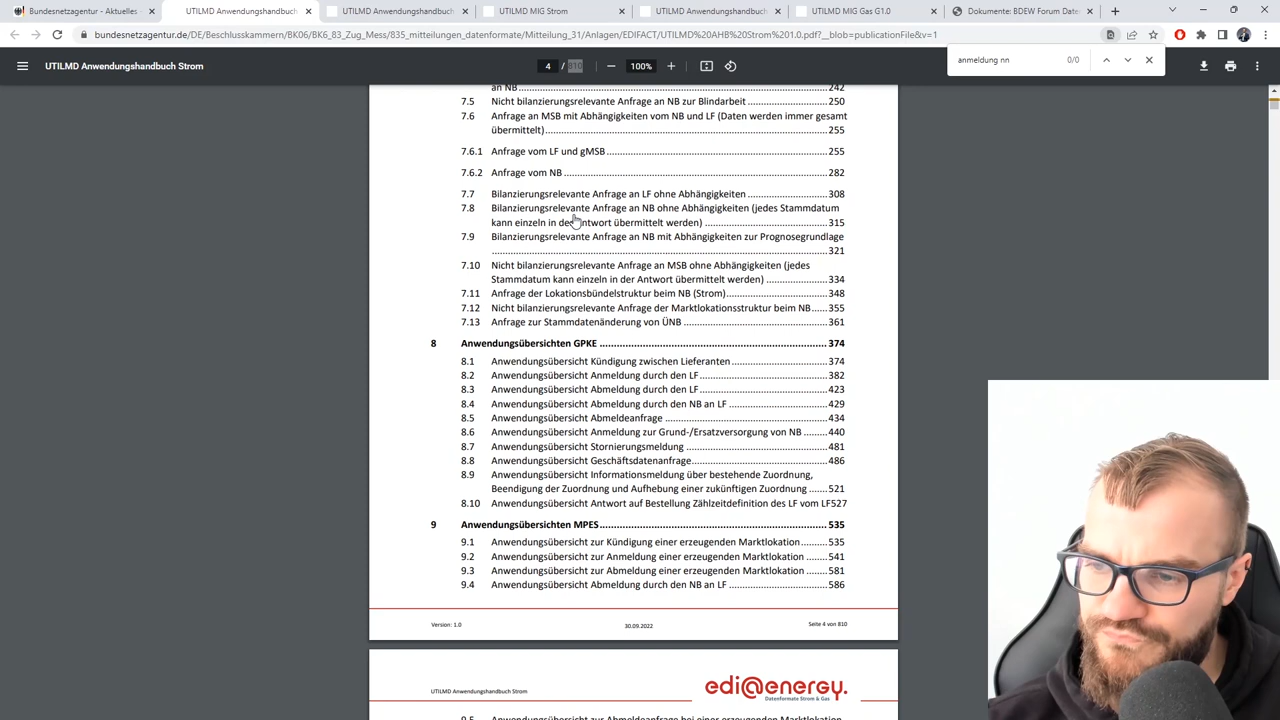 Bundesnetzagentur - Aktuelles
UTILMD Anwendungshandbuch
UTILMD Anwendungshandbuch
UTILMD MIG Strom
UTILMD Anwendungshandbuch
UTILMD MIG Gas G1.0
Dokumente: BDEW Forum Date
bundesnetzagentur.de/DE/Beschlusskammern/BK06/BK6_83_Zug_Mess/835_mitteilungen_datenformate/Mitteilung_31/Anlagen/EDIFACT/UTILMD%20AHB%20Strom%201.0.pdf?__blob=publicationFile&v=1
UTILMD Anwendungshandbuch Strom
4 / 810
100%
anmeldung nn 0/0
an NB 242
7.5 Nicht bilanzierungsrelevante Anfrage an NB zur Blindarbeit 250
7.6 Anfrage an MSB mit Abhängigkeiten vom NB und LF (Daten werden immer gesamt
übermittelt) 255
7.6.1 Anfrage vom LF und gMSB 255
7.6.2 Anfrage vom NB 282
7.7 Bilanzierungsrelevante Anfrage an LF ohne Abhängigkeiten 308
7.8 Bilanzierungsrelevante Anfrage an NB ohne Abhängigkeiten (jedes Stammdatum
kann einzeln in der Antwort übermittelt werden) 315
7.9 Bilanzierungsrelevante Anfrage an NB mit Abhängigkeiten zur Prognosegrundlage
321
7.10 Nicht bilanzierungsrelevante Anfrage an MSB ohne Abhängigkeiten (jedes
Stammdatum kann einzeln in der Antwort übermittelt werden) 334
7.11 Anfrage der Lokationsbündelstruktur beim NB (Strom) 348
7.12 Nicht bilanzierungsrelevante Anfrage der Marktlokationsstruktur beim NB 355
7.13 Anfrage zur Stammdatenänderung von ÜNB 361
8 Anwendungsübersichten GPKE 374
8.1 Anwendungsübersicht Kündigung zwischen Lieferanten 374
8.2 Anwendungsübersicht Anmeldung durch den LF 382
8.3 Anwendungsübersicht Abmeldung durch den LF 423
8.4 Anwendungsübersicht Abmeldung durch den NB an LF 429
8.5 Anwendungsübersicht Abmeldeanfrage 434
8.6 Anwendungsübersicht Anmeldung zur Grund-/Ersatzversorgung von NB 440
8.7 Anwendungsübersicht Stornierungsmeldung 481
8.8 Anwendungsübersicht Geschäftsdatenanfrage 486
8.9 Anwendungsübersicht Informationsmeldung über bestehende Zuordnung,
Beendigung der Zuordnung und Aufhebung einer zukünftigen Zuordnung 521
8.10 Anwendungsübersicht Antwort auf Bestellung Zählzeitdefinition des LF vom LF527
9 Anwendungsübersichten MPES 535
9.1 Anwendungsübersicht zur Kündigung einer erzeugenden Marktlokation 535
9.2 Anwendungsübersicht zur Anmeldung einer erzeugenden Marktlokation 541
9.3 Anwendungsübersicht zur Abmeldung einer erzeugenden Marktlokation 581
9.4 Anwendungsübersicht Abmeldung durch den NB an LF 586
Version: 1.0 30.09.2022 Seite 4 von 810
UTILMD Anwendungshandbuch Strom
edi@energy.
Datenformate Strom & Gas
9.5 Anwendungsübersicht zur Abmeldeanfrage bei einer erzeugenden Marktlokation